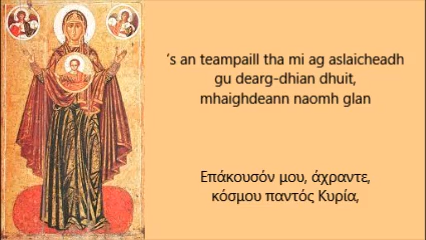 ‘s an teampaill tha mi ag aslaicheadh
gu dearg-dhian dhuit,
mhaighdeann naomh glan
Επάκουσόν μου, άχραντε,
κόσμου παντός Κυρία,